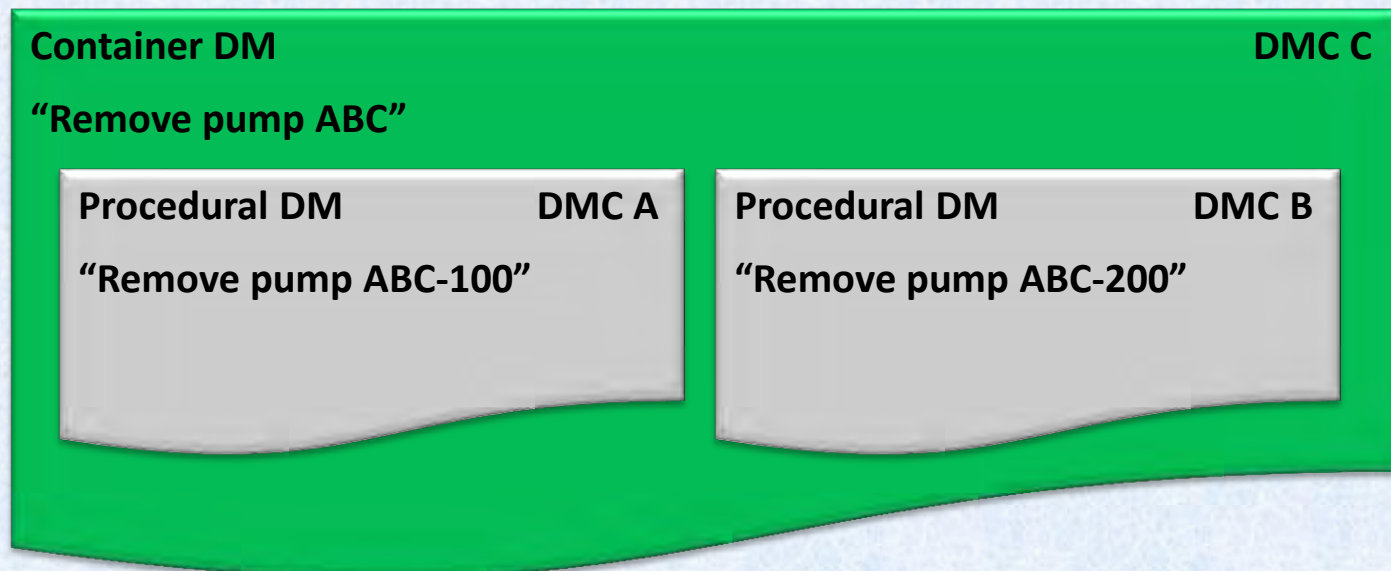 Container DM DMC C
“Remove pump ABC”
Procedural DM DMC A
“Remove pump ABC-100”
Procedural DM DMC B
“Remove pump ABC-200”